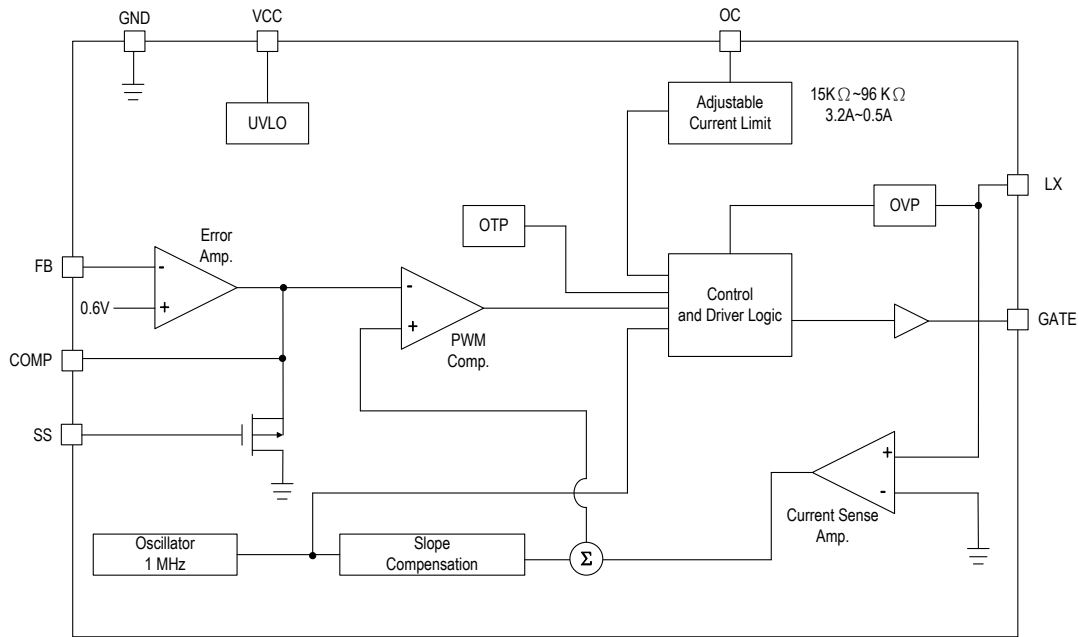 GND
VCC
OC
UVLO
Adjustable
Current Limit
15KΩ~96 KΩ
3.2A~0.5A
LX
OVP
OTP
Error
Amp.
FB
-
+
0.6V
-
+
PWM
Comp.
Control
and Driver Logic
GATE
COMP
SS
+
-
Current Sense
Amp.
Oscillator
1 MHz
Slope
Compensation
Σ